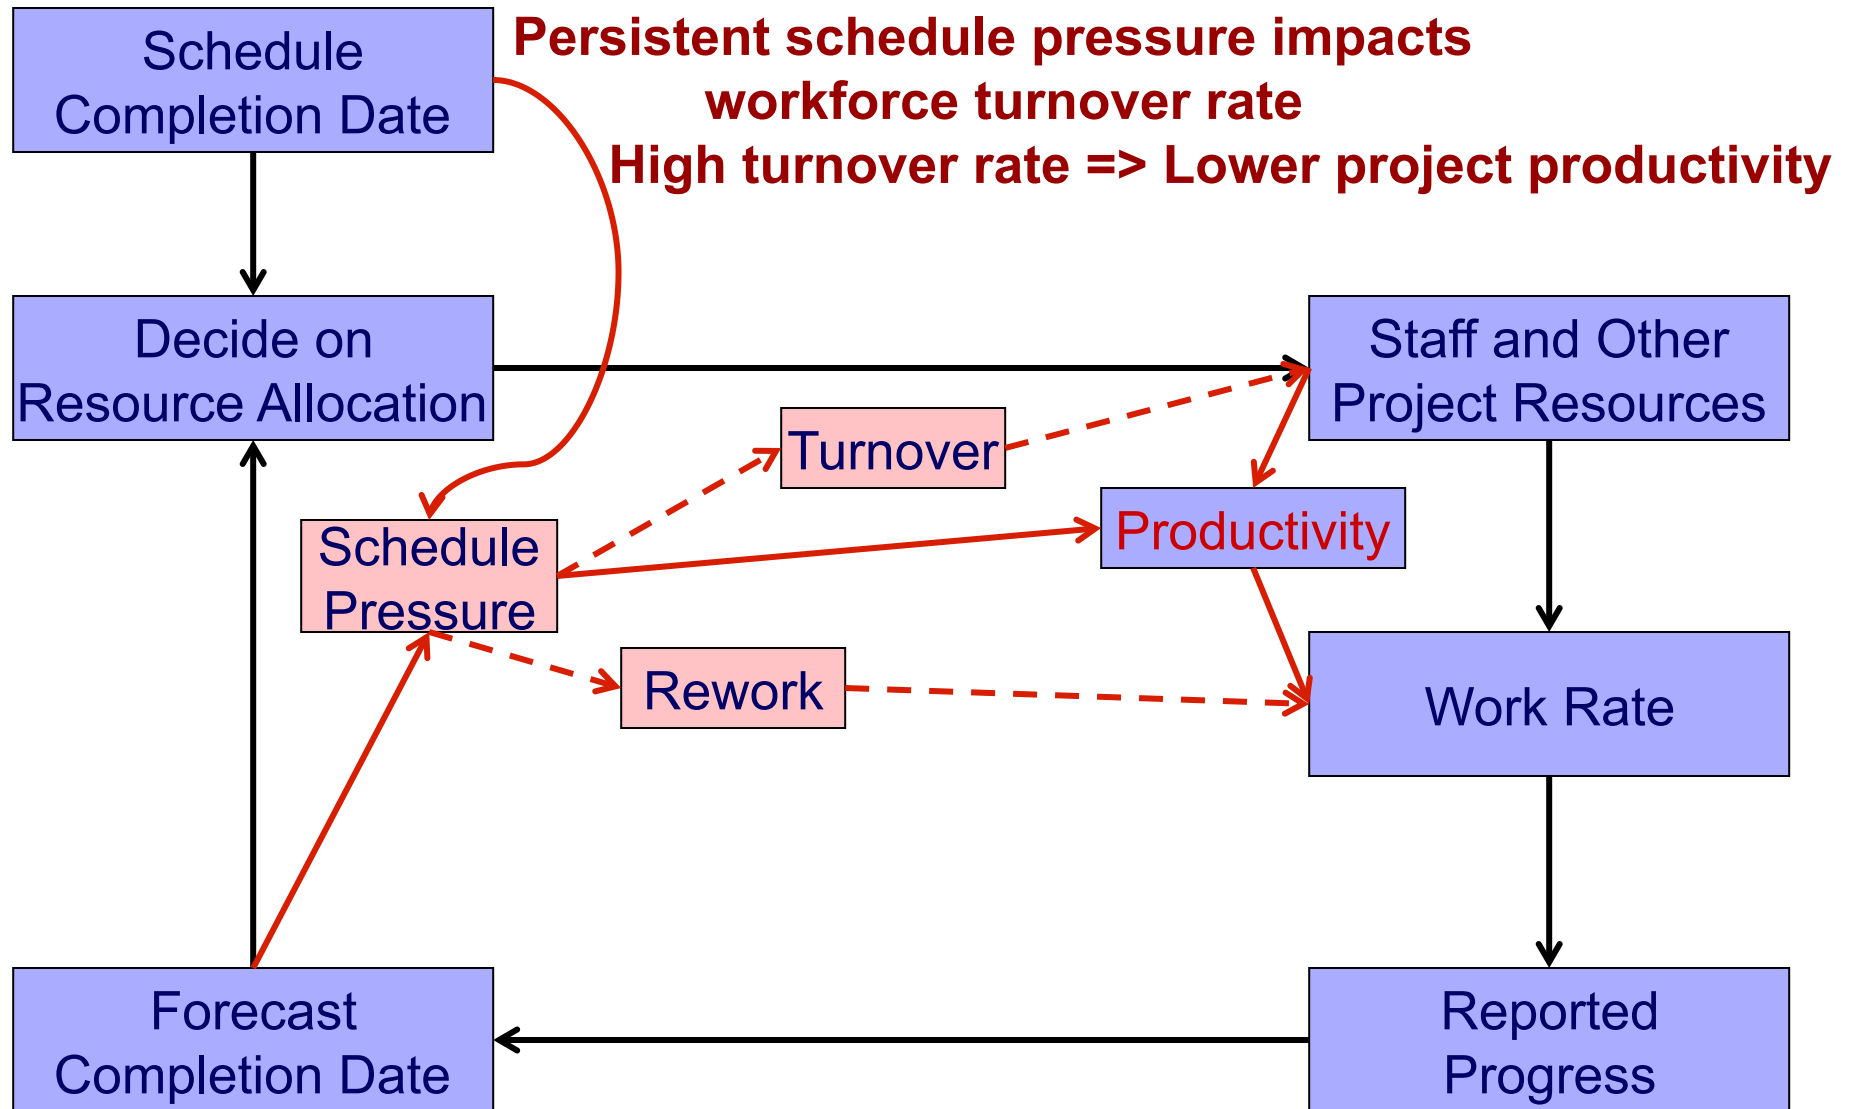 Schedule
Completion Date
Persistent schedule pressure impacts
workforce turnover rate
High turnover rate => Lower project productivity
Decide on
Resource Allocation
Staff and Other
Project Resources
Turnover
Productivity
Schedule
Pressure
Rework
Work Rate
Forecast
Completion Date
Reported
Progress